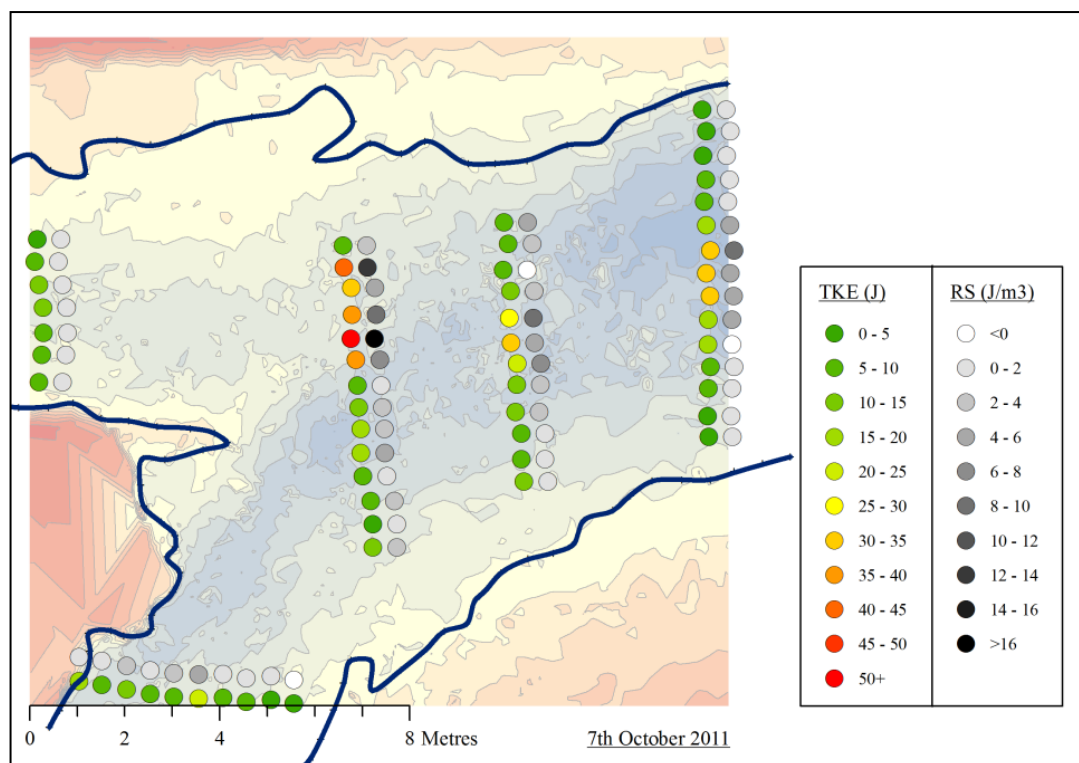 TKE (J)
RS (J/m3)
0 - 5
<0
5 - 10
0 - 2
10 - 15
2 - 4
15 - 20
4 - 6
20 - 25
6 - 8
25 - 30
8 - 10
30 - 35
10 - 12
35 - 40
12 - 14
40 - 45
14 - 16
45 - 50
>16
50+
0
2
4
8 Metres
7th October 2011